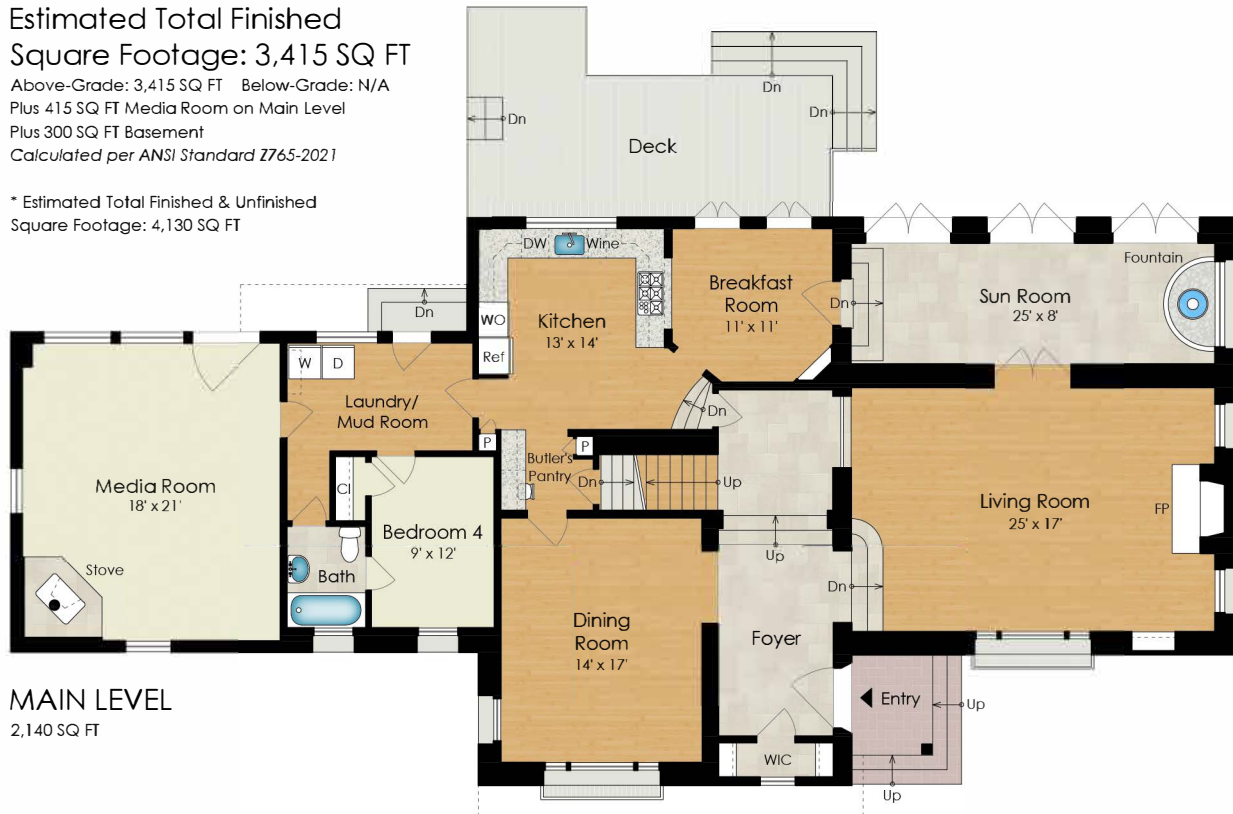 Estimated Total Finished
Square Footage: 3,415 SQ FT
Above-Grade: 3,415 SQ FT Below-Grade: N/A
Plus 415 SQ FT Media Room on Main Level
Plus 300 SQ FT Basement
Calculated per ANSI Standard Z765-2021
* Estimated Total Finished & Unfinished
Square Footage: 4,130 SQ FT
Dn
Dn
Dn
Deck
DW
Wine
WO
Ref
Kitchen
13' x 14'
Breakfast
Room
11' x 11'
Dn
Sun Room
25' x 8'
Fountain
Dn
W
D
Laundry/
Mud Room
P
P
Butler's
Pantry
Dn
Dn
Up
Up
Media Room
18' x 21'
Stove
Cl
Bedroom 4
9' x 12'
Bath
Living Room
25' x 17'
FP
Dn
Dining
Room
14' x 17'
Foyer
WIC
Entry
Up
Up
MAIN LEVEL
2,140 SQ FT